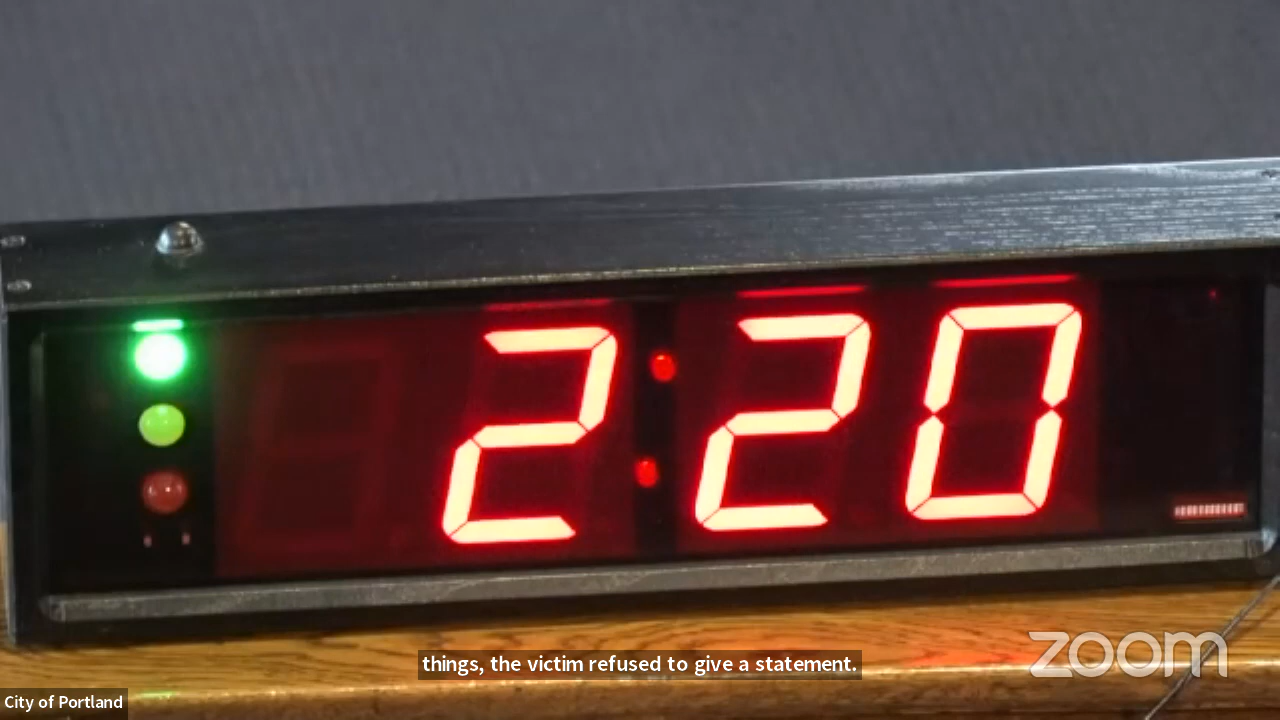 2:20
things, the victim refused to give a statement.
zoom
City of Portland